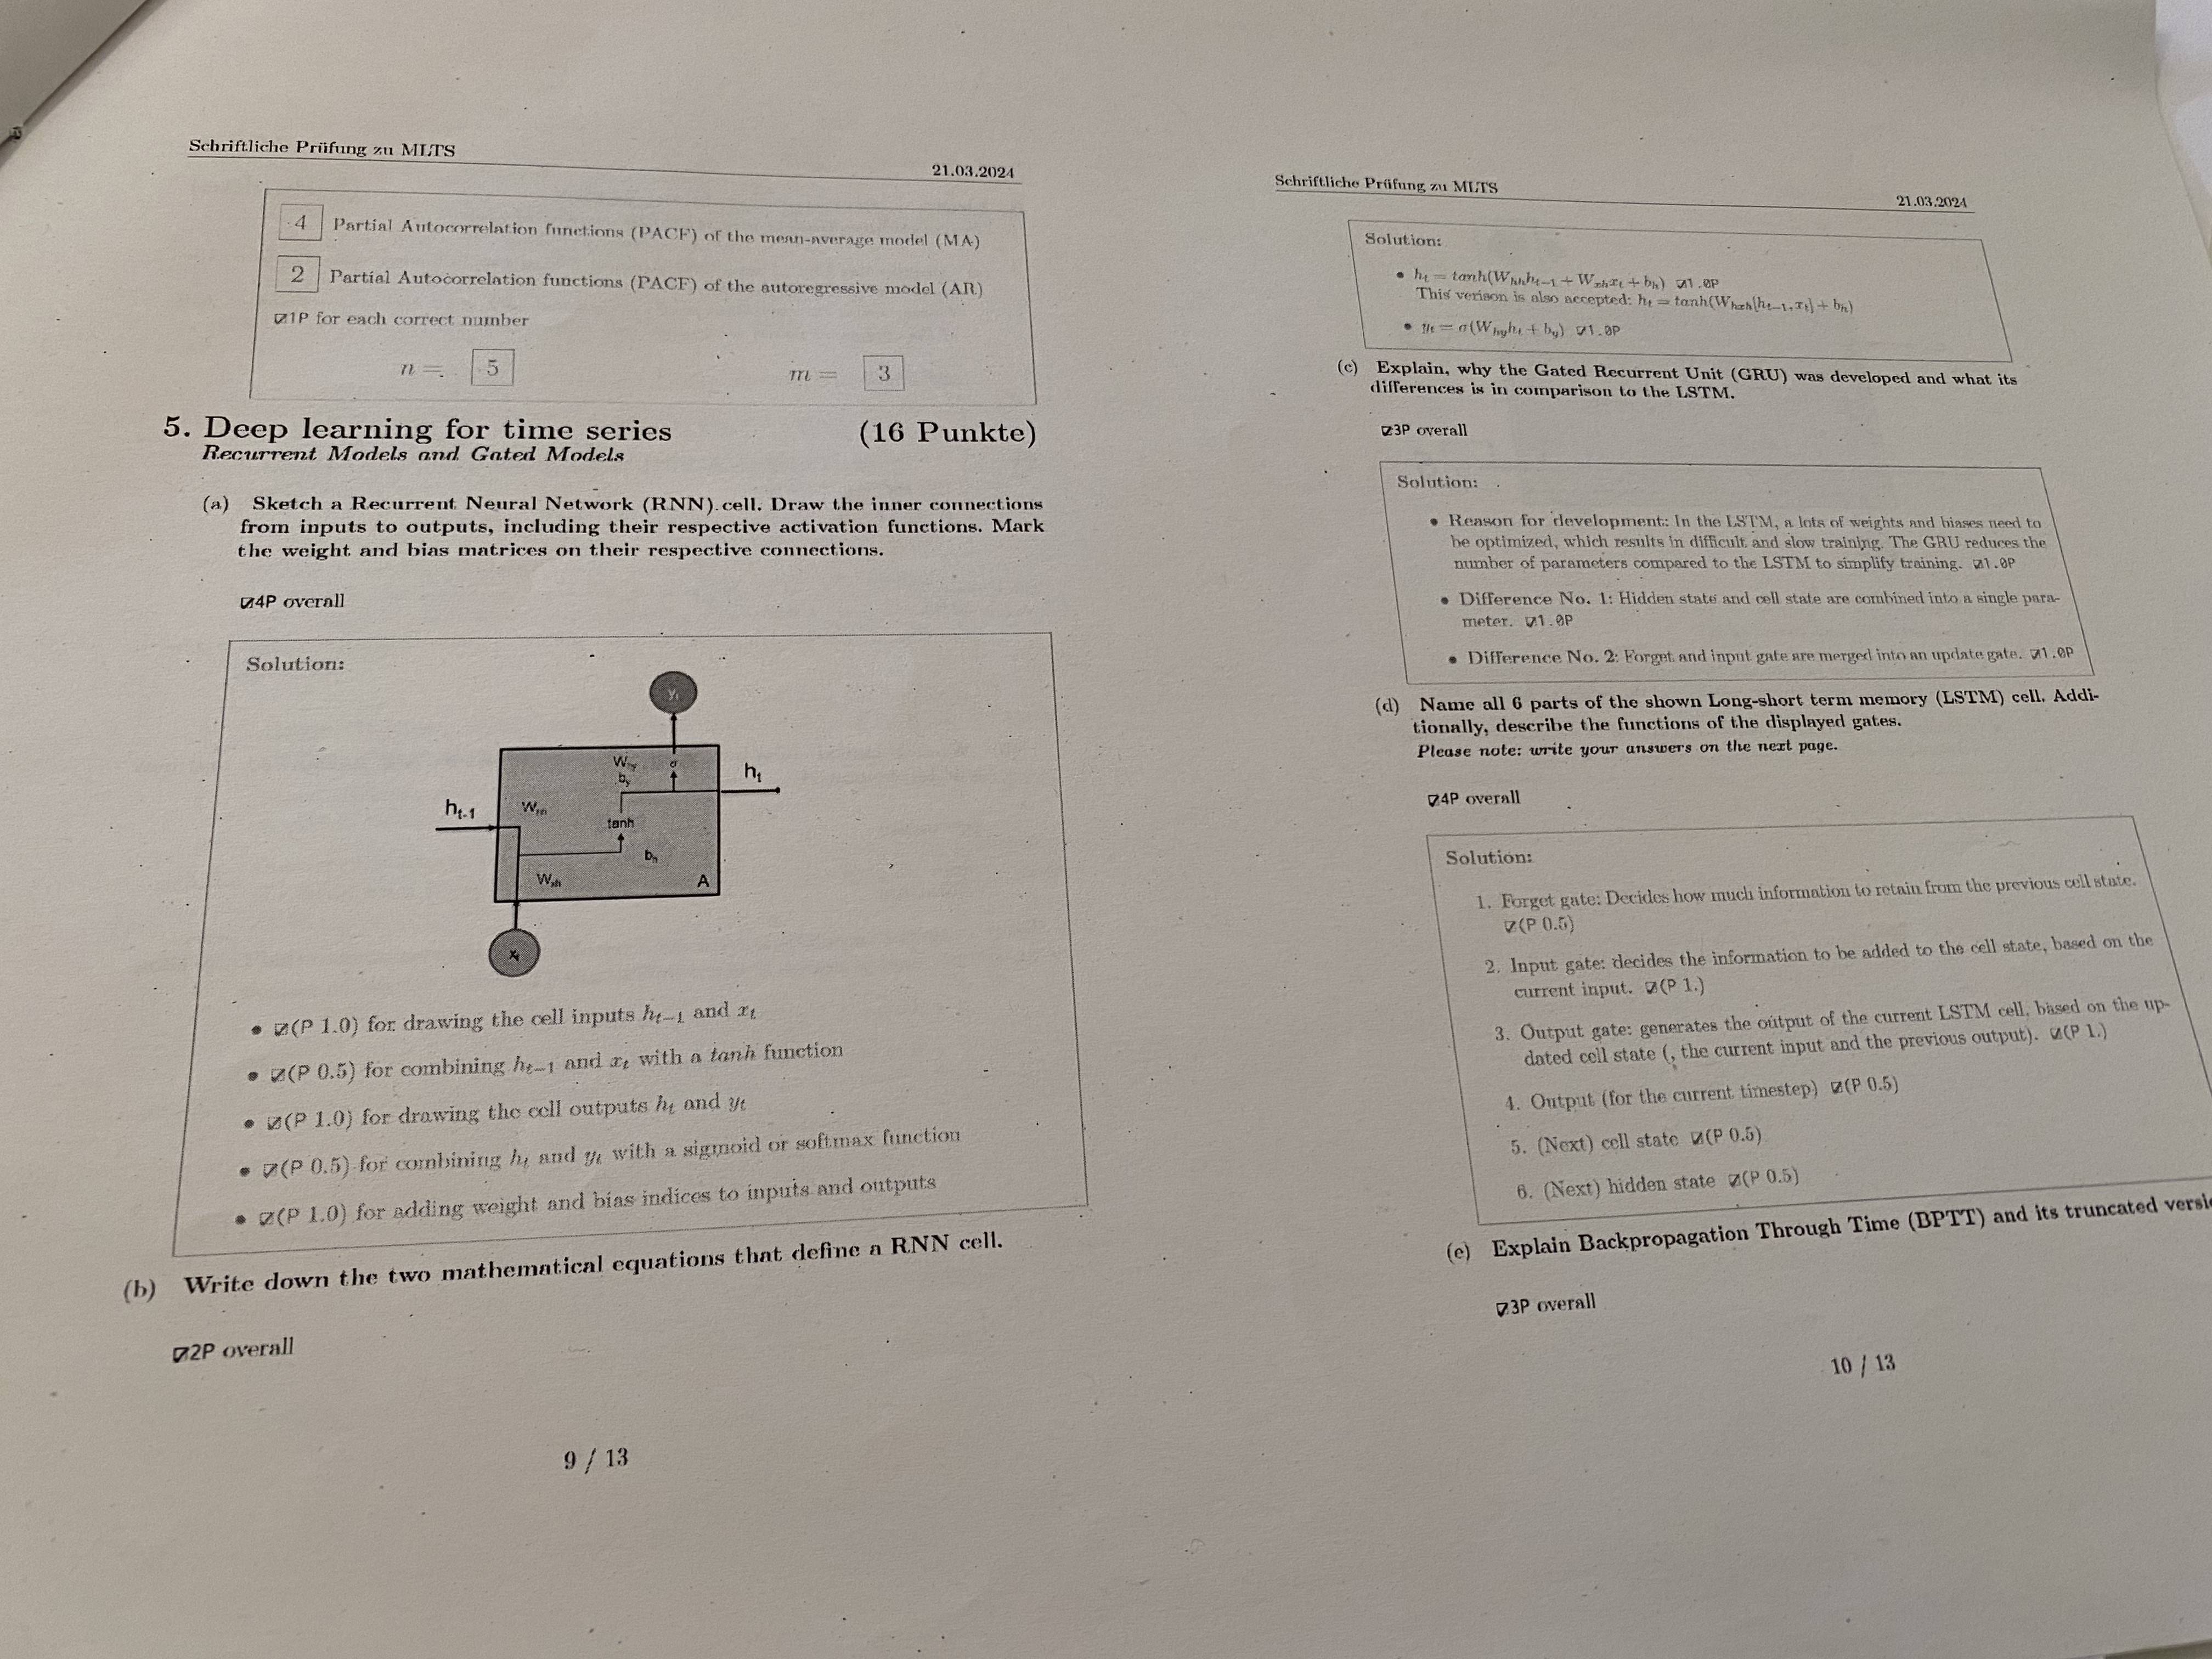 Schriftliche Prüfung zu MLTS
21.03.2024
4 Partial Autocorrelation functions (PACF) of the mean-average model (MA)
2 Partial Autocorrelation functions (PACF) of the autoregressive model (AR)
☑1P for each correct number
n = 5 m = 3
5. Deep learning for time series (16 Punkte)
Recurrent Models and Gated Models
(a) Sketch a Recurrent Neural Network (RNN) cell. Draw the inner connections
from inputs to outputs, including their respective activation functions. Mark
the weight and bias matrices on their respective connections.
☑4P overall
Solution:
y_t
W_hy σ
b_y
h_t
h_{t-1}
W_hh
tanh
b_h
W_xh
A
x_t
• ☑(P 1.0) for drawing the cell inputs h_{t−1} and x_t
• ☑(P 0.5) for combining h_{t−1} and x_t with a tanh function
• ☑(P 1.0) for drawing the cell outputs h_t and y_t
• ☑(P 0.5) for combining h_t and y_t with a sigmoid or softmax function
• ☑(P 1.0) for adding weight and bias indices to inputs and outputs
(b) Write down the two mathematical equations that define a RNN cell.
☑2P overall
9 / 13
Schriftliche Prüfung zu MLTS
21.03.2024
Solution:
• h_t = tanh(W_hh h_{t−1} + W_xh x_t + b_h) ☑1.0P
This verison is also accepted: h_t = tanh(W_hxh[h_{t−1}, x_t] + b_h)
• y_t = σ(W_hy h_t + b_y) ☑1.0P
(c) Explain, why the Gated Recurrent Unit (GRU) was developed and what its
differences is in comparison to the LSTM.
☑3P overall
Solution:
• Reason for development: In the LSTM, a lots of weights and biases need to
be optimized, which results in difficult and slow training. The GRU reduces the
number of parameters compared to the LSTM to simplify training. ☑1.0P
• Difference No. 1: Hidden state and cell state are combined into a single para-
meter. ☑1.0P
• Difference No. 2: Forget and input gate are merged into an update gate. ☑1.0P
(d) Name all 6 parts of the shown Long-short term memory (LSTM) cell. Addi-
tionally, describe the functions of the displayed gates.
Please note: write your answers on the next page.
☑4P overall
Solution:
1. Forget gate: Decides how much information to retain from the previous cell state.
☑(P 0.5)
2. Input gate: decides the information to be added to the cell state, based on the
current input. ☑(P 1.)
3. Output gate: generates the output of the current LSTM cell, based on the up-
dated cell state (, the current input and the previous output). ☑(P 1.)
4. Output (for the current timestep) ☑(P 0.5)
5. (Next) cell state ☑(P 0.5)
6. (Next) hidden state ☑(P 0.5)
(e) Explain Backpropagation Through Time (BPTT) and its truncated versi
☑3P overall
10 / 13